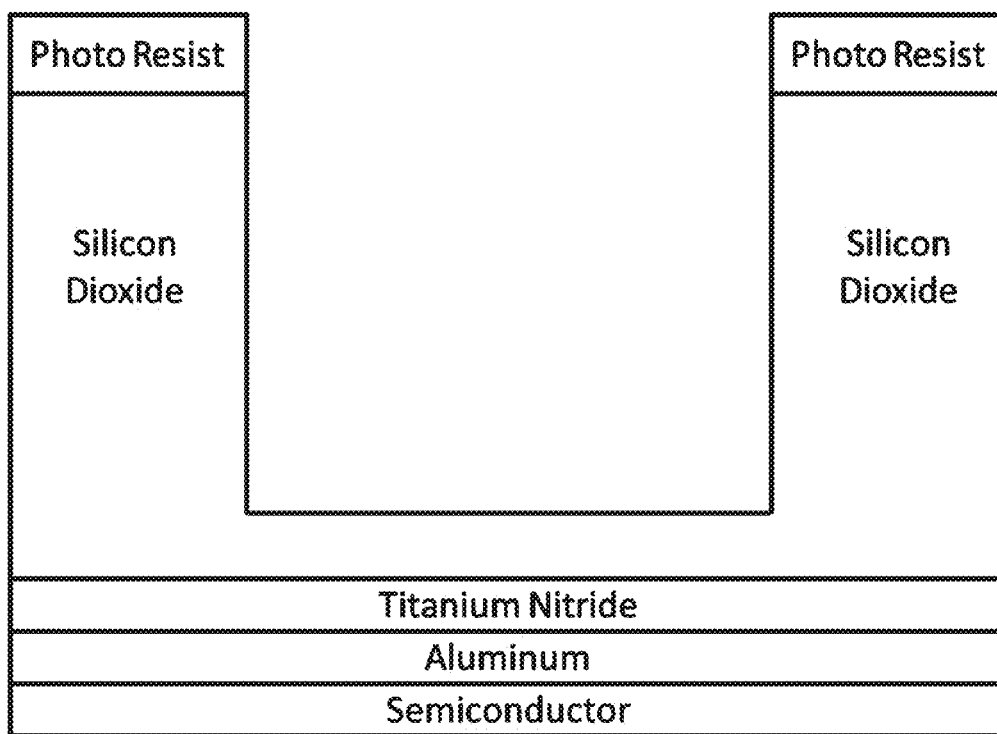 Photo Resist
Photo Resist
Silicon
Dioxide
Silicon
Dioxide
Titanium Nitride
Aluminum
Semiconductor